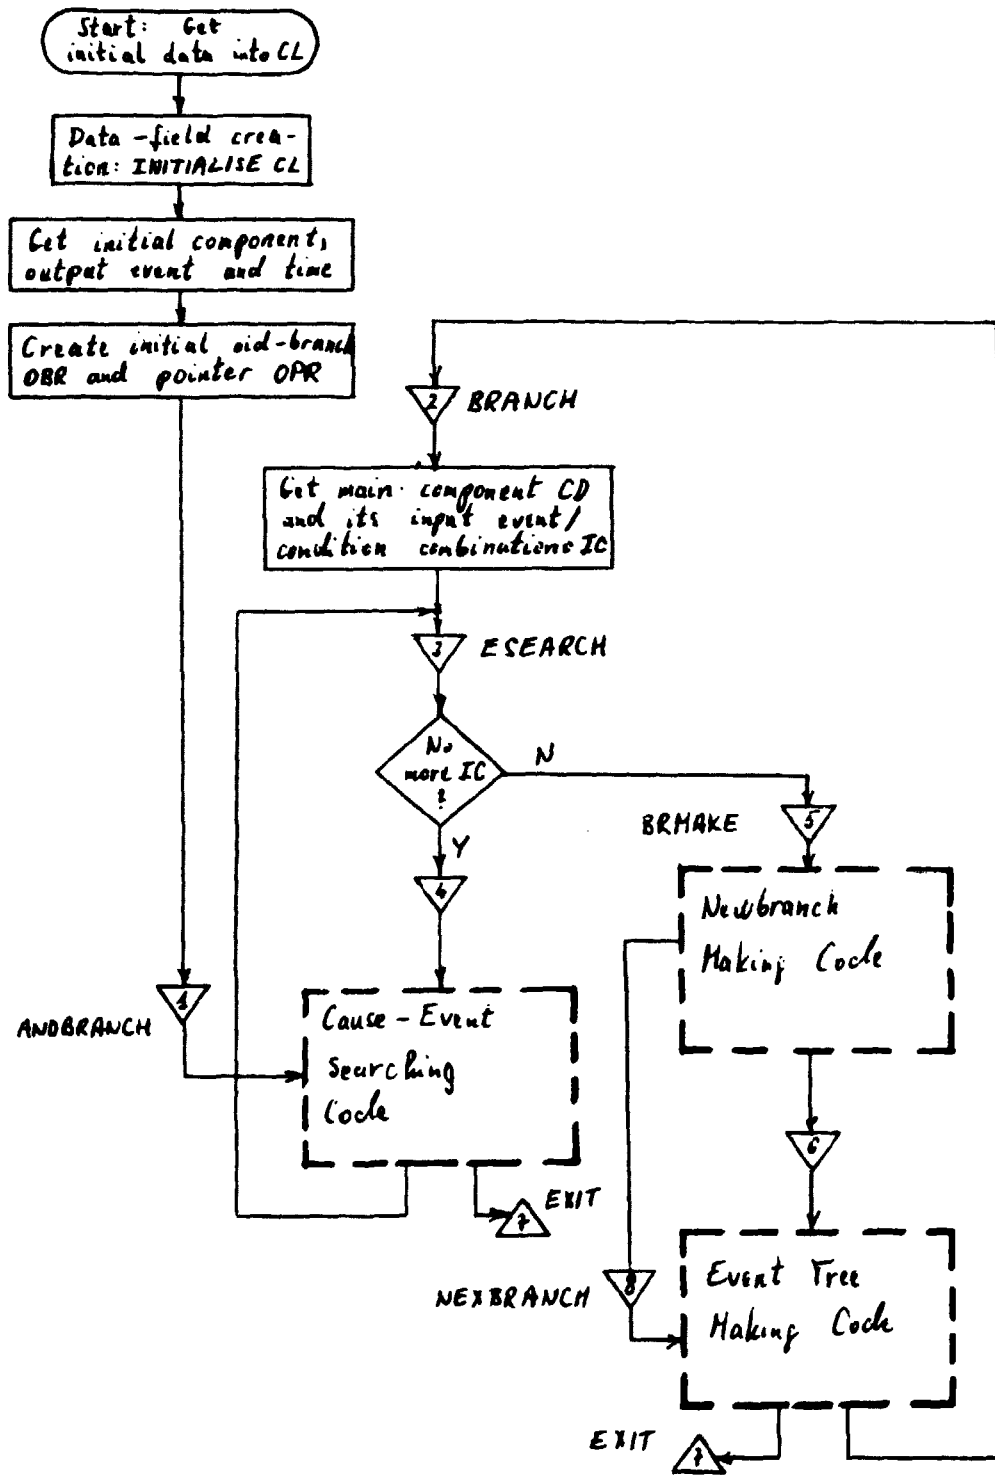 Start: Get
initial data into CL
Data-field crea-
tion: INITIALISE CL
Get initial component,
output event and time
Create initial oid-branch
OBR and pointer OPR
2 BRANCH
Get main component CD
and its input event/
condition combinations IC
3 ESEARCH
No
more IC
?
N
Y
4
BRMAKE 5
Newbranch
Making Code
1
ANDBRANCH
Cause-Event
Searching
Code
6
EXIT
7
8
NEXBRANCH
Event Tree
Making Code
EXIT
7